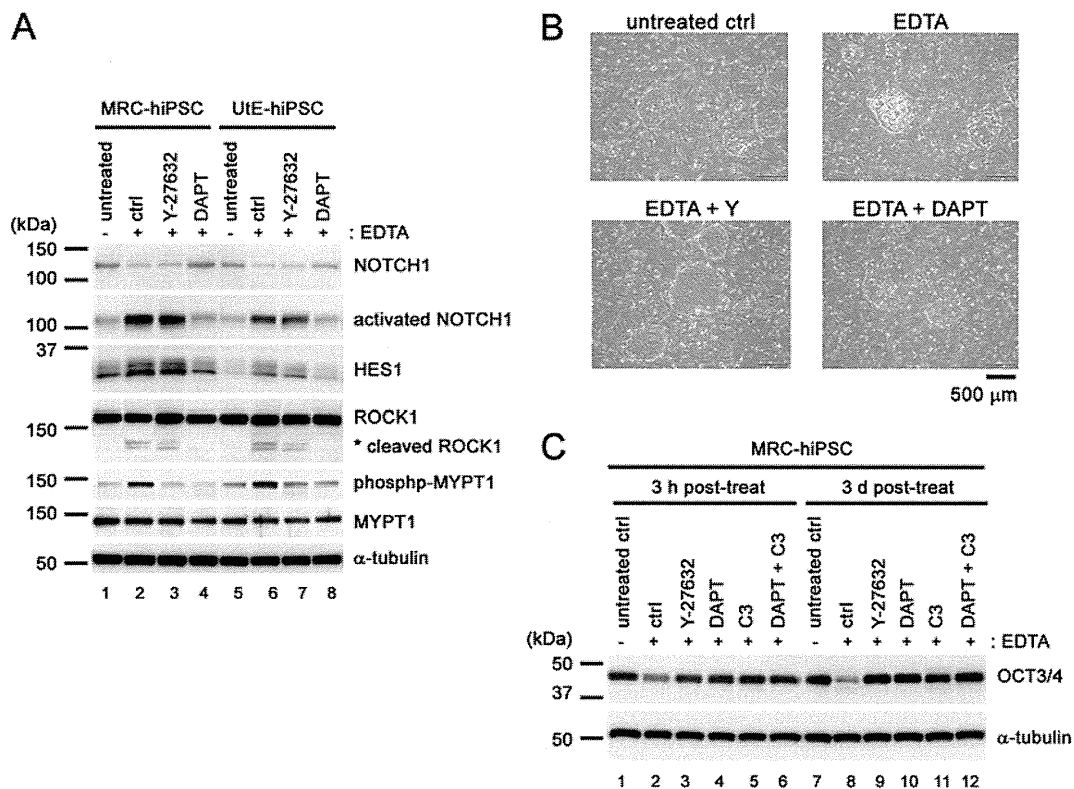 A
MRC-hiPSC UtE-hiPSC
untreated ctrl Y-27632 DAPT untreated ctrl Y-27632 DAPT
(kDa) - + + + - + + + : EDTA
150
100
NOTCH1
100
activated NOTCH1
37
HES1
ROCK1
150
* cleaved ROCK1
150
phosphp-MYPT1
150
MYPT1
50
α-tubulin
1 2 3 4 5 6 7 8
B
untreated ctrl EDTA
EDTA + Y EDTA + DAPT
500 μm
C
MRC-hiPSC
3 h post-treat 3 d post-treat
untreated ctrl ctrl Y-27632 DAPT C3 DAPT + C3 untreated ctrl ctrl Y-27632 DAPT C3 DAPT + C3
(kDa) - + + + + + - + + + + + : EDTA
50
37
OCT3/4
50
α-tubulin
1 2 3 4 5 6 7 8 9 10 11 12